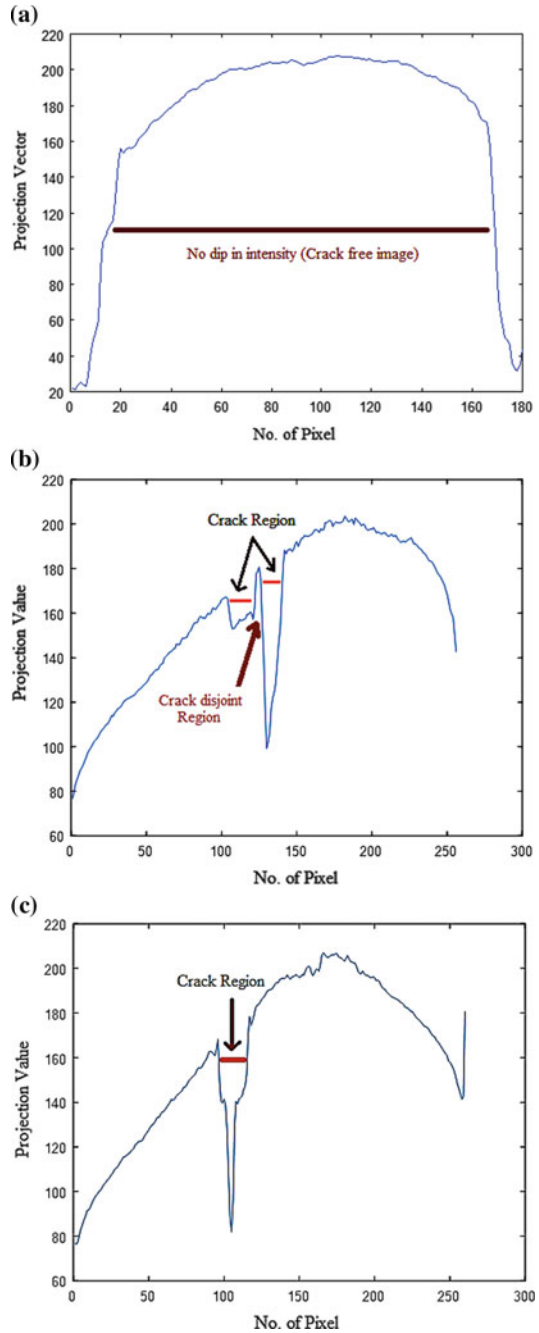 (a)
220
200
180
160
140
120
100
80
60
40
20
Projection Vector
No dip in intensity (Crack free image)
0 20 40 60 80 100 120 140 160 180
No. of Pixel
(b)
220
200
180
160
140
120
100
80
60
Projection Value
Crack Region
Crack disjoint
Region
0 50 100 150 200 250 300
No. of Pixel
(c)
220
200
180
160
140
120
100
80
60
Projection Value
Crack Region
0 50 100 150 200 250 300
No. of Pixel